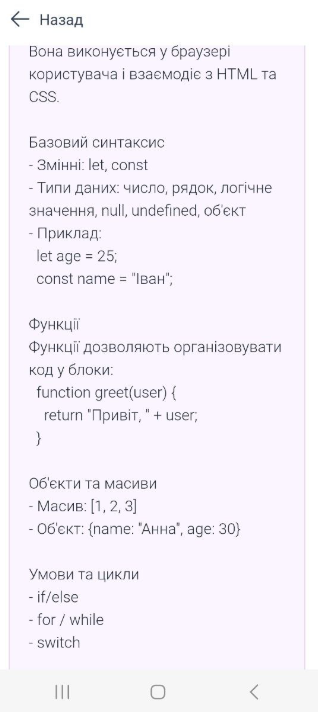 Назад
Вона виконується у браузері
користувача і взаємодіє з HTML та
CSS.
Базовий синтаксис
- Змінні: let, const
- Типи даних: число, рядок, логічне
значення, null, undefined, об'єкт
- Приклад:
let age = 25;
const name = "Іван";
Функції
Функції дозволяють організовувати
код у блоки:
function greet(user) {
return "Привіт, " + user;
}
Об'єкти та масиви
- Масив: [1, 2, 3]
- Об'єкт: {name: "Анна", age: 30}
Умови та цикли
- if/else
- for / while
- switch